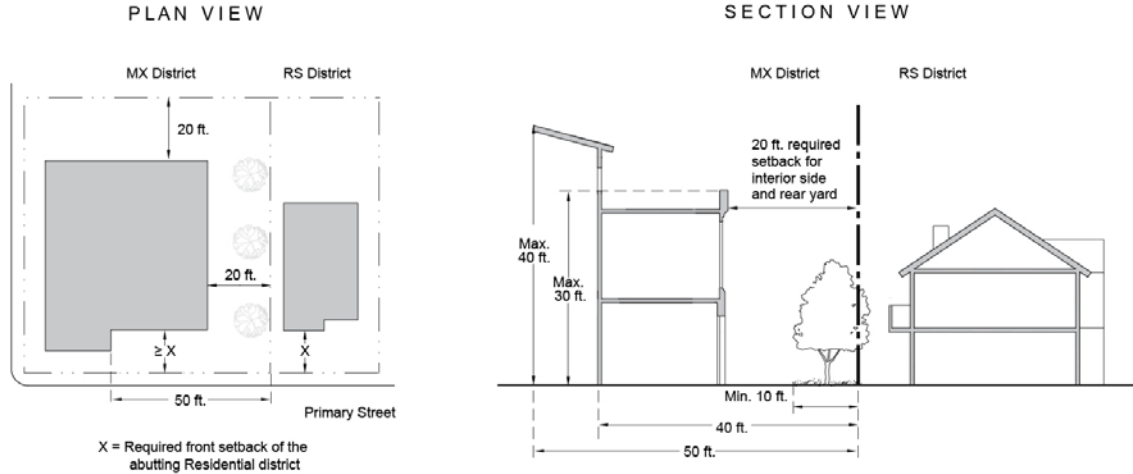 PLAN VIEW
MX District
RS District
20 ft.
20 ft.
≥ X
X
50 ft.
Primary Street
X = Required front setback of the
abutting Residential district
SECTION VIEW
MX District
RS District
20 ft. required
setback for
interior side
and rear yard
Max.
40 ft.
Max.
30 ft.
Min. 10 ft.
40 ft.
50 ft.